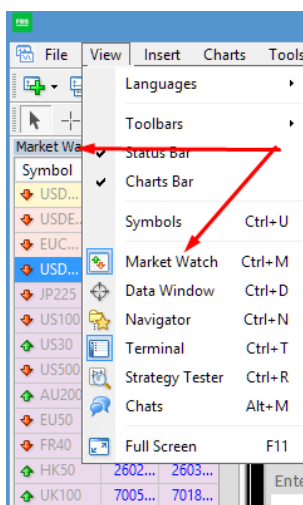 FBS
File View Insert Charts Tools
Languages
Toolbars
Market Wa
Status Bar
Symbol
Charts Bar
USD...
USDE..
Symbols Ctrl+U
EUC...
USD...
Market Watch Ctrl+M
JP225
Data Window Ctrl+D
US100
Navigator Ctrl+N
US30
Terminal Ctrl+T
US500
Strategy Tester Ctrl+R
AU200
Chats Alt+M
EU50
FR40
Full Screen F11
HK50 2602... 2603...
Ente
UK100 7005... 7018...